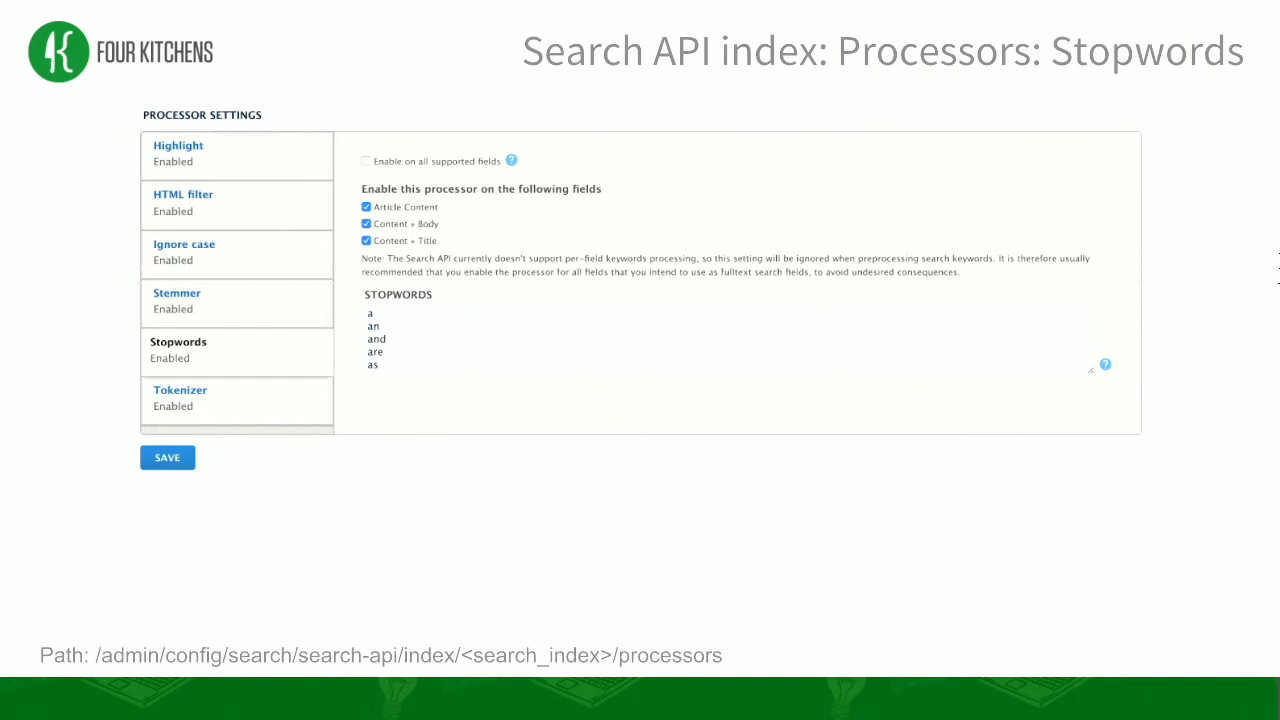 FOUR KITCHENS
Search API index: Processors: Stopwords
PROCESSOR SETTINGS
Highlight
Enabled
HTML filter
Enabled
Ignore case
Enabled
Stemmer
Enabled
Stopwords
Enabled
Tokenizer
Enabled
Enable on all supported fields ?
Enable this processor on the following fields
Article Content
Content » Body
Content » Title
Note: The Search API currently doesn't support per-field keywords processing, so this setting will be ignored when preprocessing search keywords. It is therefore usually
recommended that you enable the processor for all fields that you intend to use as fulltext search fields, to avoid undesired consequences.
STOPWORDS
a
an
and
are
as
?
SAVE
Path: /admin/config/search/search-api/index/<search_index>/processors